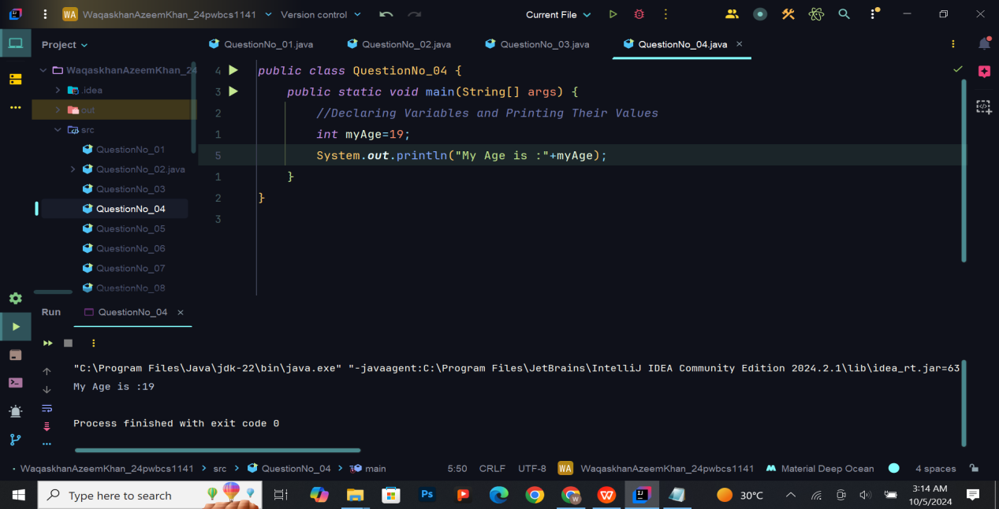 WA WaqaskhanAzeemKhan_24pwbcs1141 Version control Current File
Project
QuestionNo_01.java QuestionNo_02.java QuestionNo_03.java QuestionNo_04.java
WaqaskhanAzeemKhan_24
.idea
out
src
QuestionNo_01
QuestionNo_02.java
QuestionNo_03
QuestionNo_04
QuestionNo_05
QuestionNo_06
QuestionNo_07
QuestionNo_08
4 public class QuestionNo_04 {
3 public static void main(String[] args) {
2 //Declaring Variables and Printing Their Values
1 int myAge=19;
5 System.out.println("My Age is :"+myAge);
1 }
2 }
3
Run QuestionNo_04
"C:\Program Files\Java\jdk-22\bin\java.exe" "-javaagent:C:\Program Files\JetBrains\IntelliJ IDEA Community Edition 2024.2.1\lib\idea_rt.jar=63
My Age is :19
Process finished with exit code 0
WaqaskhanAzeemKhan_24pwbcs1141 > src > QuestionNo_04 > main 5:50 CRLF UTF-8 WA WaqaskhanAzeemKhan_24pwbcs1141 Material Deep Ocean 4 spaces
Type here to search Ps 30°C 3:14 AM
10/5/2024